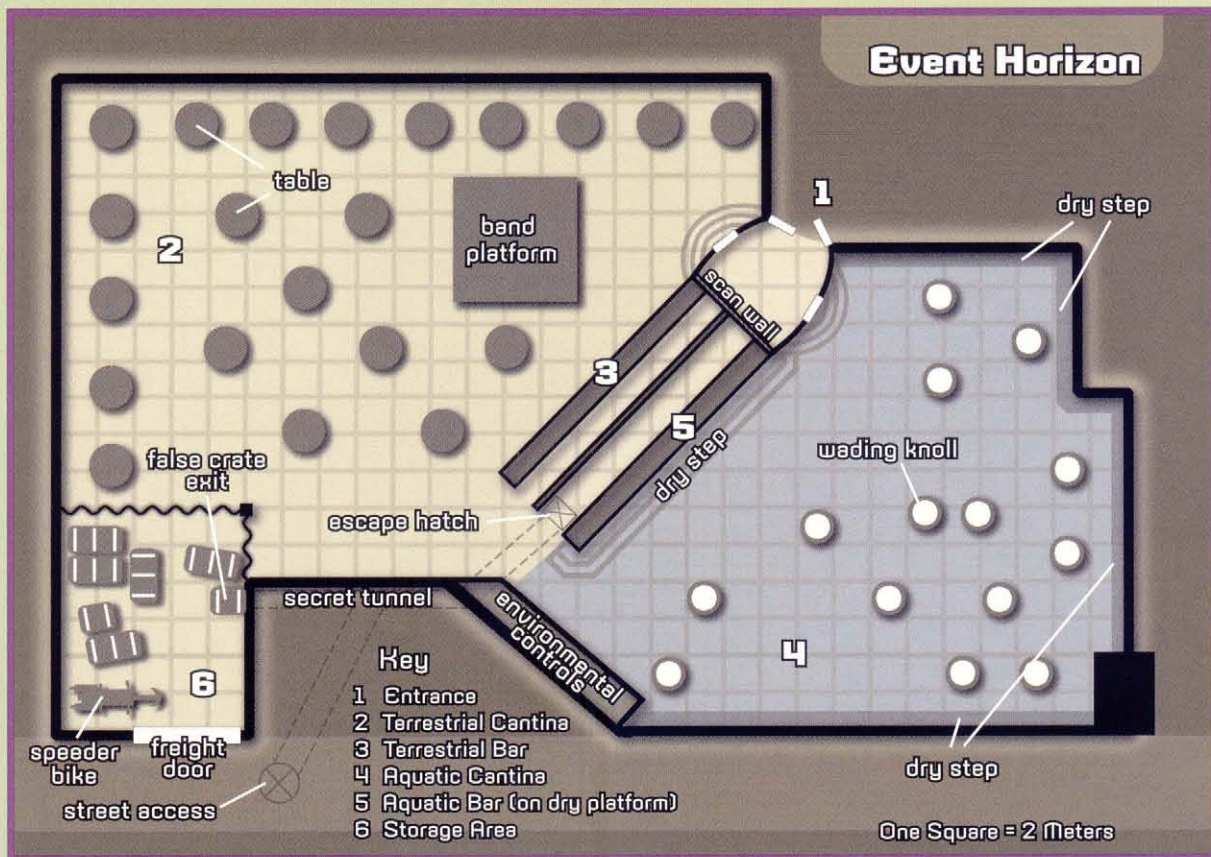 Event Horizon
1
dry step
table
2
band
platform
scan wall
3
5
dry step
wading knoll
false crate
exit
escape hatch
secret tunnel
environmental
controls
4
6
speeder
bike
freight
door
street access
dry step
Key
1 Entrance
2 Terrestrial Cantina
3 Terrestrial Bar
4 Aquatic Cantina
5 Aquatic Bar (on dry platform)
6 Storage Area
One Square = 2 Meters